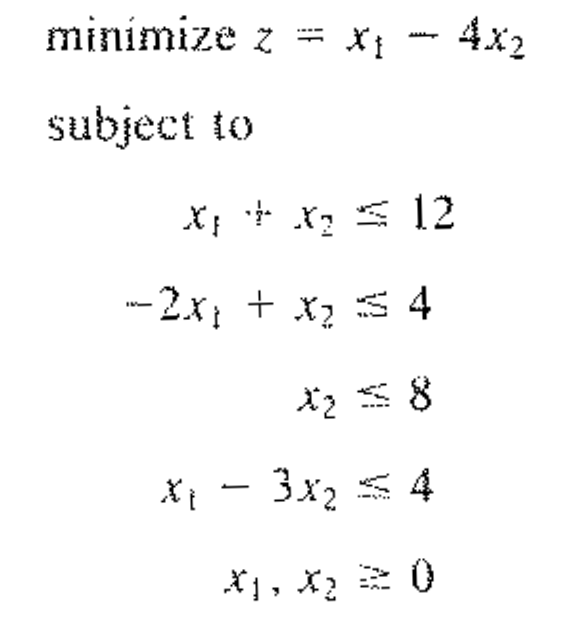 minimize z = x₁ − 4x₂
subject to
x₁ + x₂ ≤ 12
−2x₁ + x₂ ≤ 4
x₂ ≤ 8
x₁ − 3x₂ ≤ 4
x₁, x₂ ≥ 0